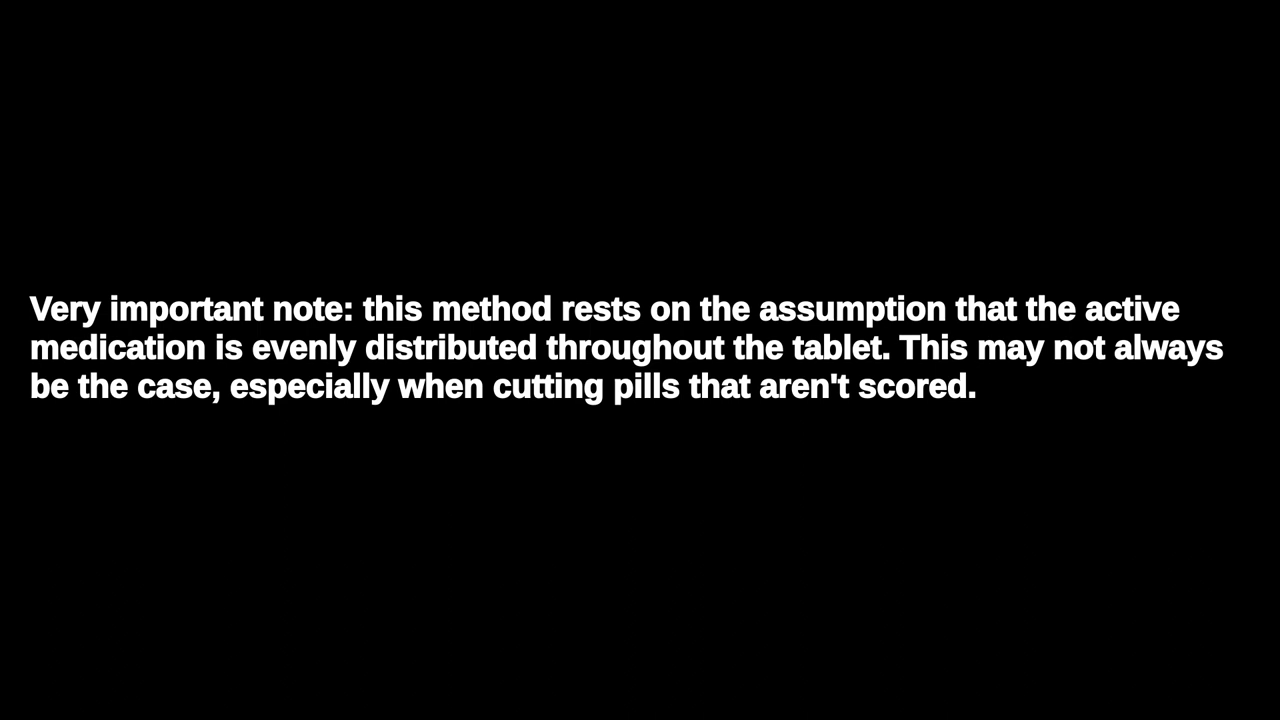 Very important note: this method rests on the assumption that the active
medication is evenly distributed throughout the tablet. This may not always
be the case, especially when cutting pills that aren't scored.